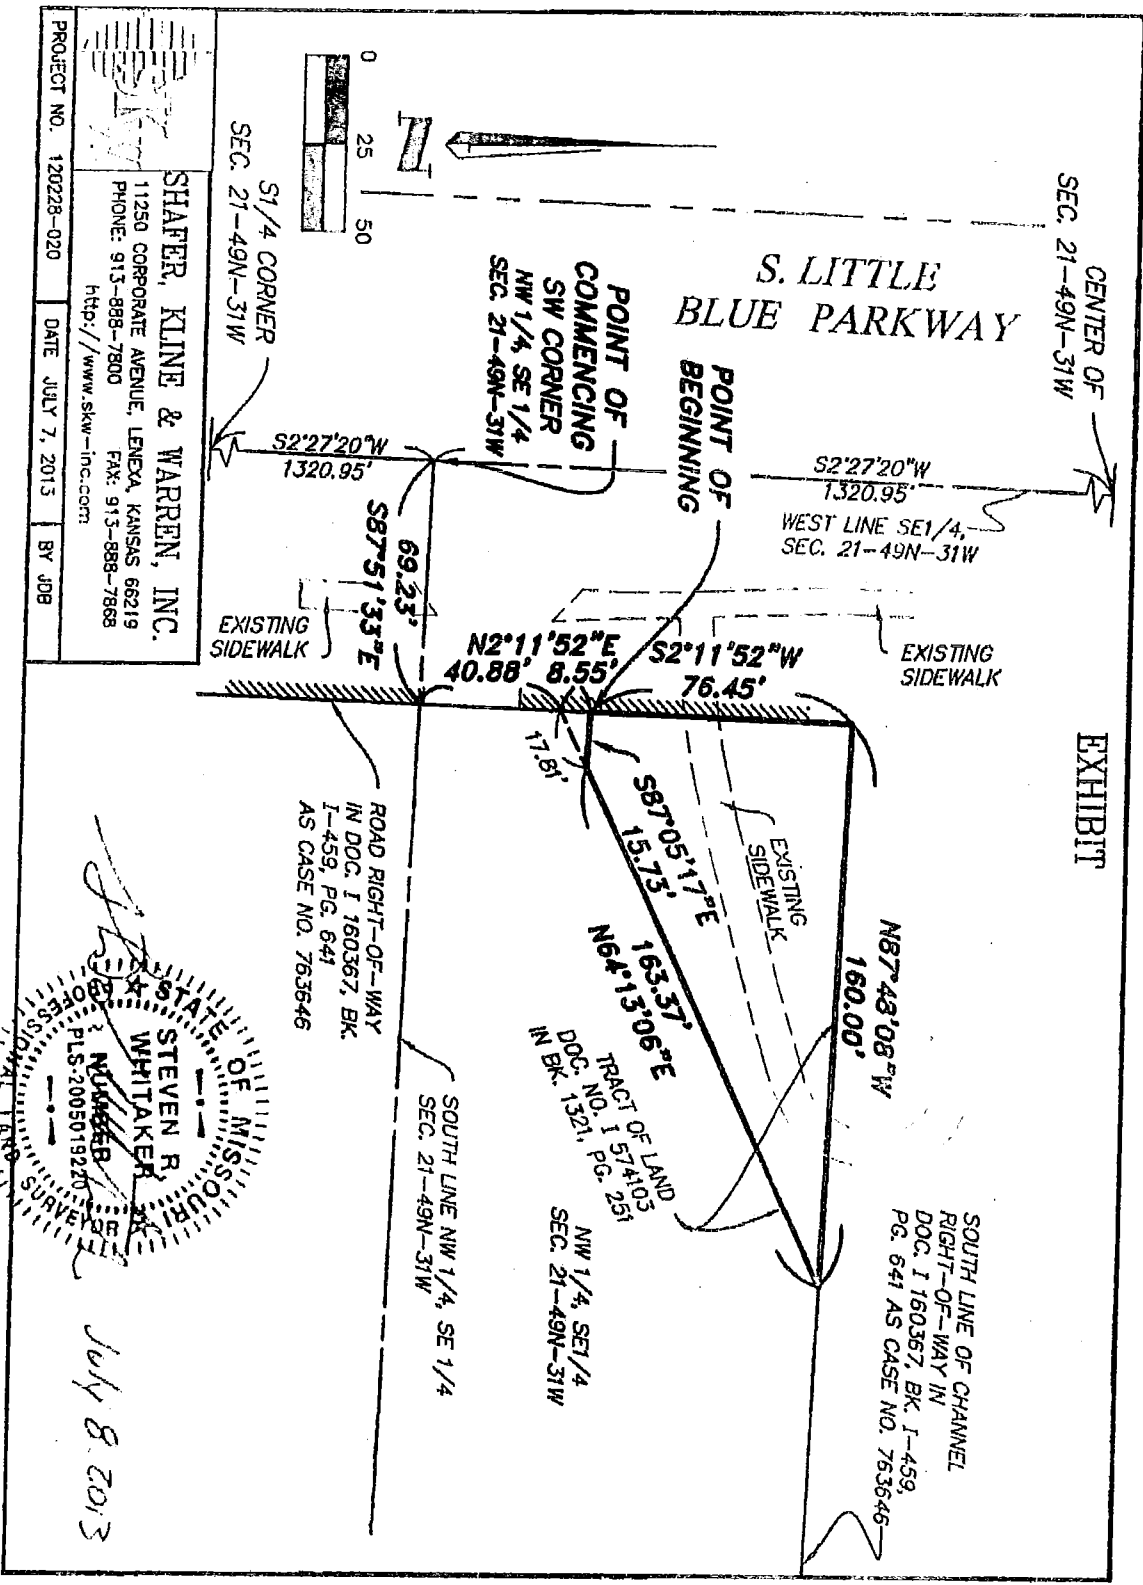 EXHIBIT
CENTER OF
SEC. 21-49N-31W
S. LITTLE
BLUE PARKWAY
S2°27'20"W
1320.95'
WEST LINE SE1/4,
SEC. 21-49N-31W
EXISTING
SIDEWALK
POINT OF
BEGINNING
POINT OF
COMMENCING
SW CORNER
NW 1/4, SE 1/4
SEC. 21-49N-31W
S2°11'52"W
76.45'
N2°11'52"E
40.88' 8.55'
17.81'
N87°48'08"W
160.00'
EXISTING
SIDEWALK
S87°05'17"E
15.73'
163.37'
N64°13'06"E
TRACT OF LAND
DOC. NO. I 574103
IN BK. 1321, PG. 251
SOUTH LINE OF CHANNEL
RIGHT-OF-WAY IN
DOC. I 160367, BK. I-459,
PG. 641 AS CASE NO. 763646
NW 1/4, SE1/4
SEC. 21-49N-31W
SOUTH LINE NW 1/4, SE 1/4
SEC. 21-49N-31W
ROAD RIGHT-OF-WAY
IN DOC. I 160367, BK.
I-459, PG. 641
AS CASE NO. 763646
69.23'
S87°51'33"E
S2°27'20"W
1320.95'
EXISTING
SIDEWALK
0 25 50
N
S1/4 CORNER
SEC. 21-49N-31W
SKW
SHAFER, KLINE & WARREN, INC.
11250 CORPORATE AVENUE, LENEXA, KANSAS 66219
PHONE: 913-888-7800 FAX: 913-888-7868
http://www.skw-inc.com
PROJECT NO. 120228-020 DATE JULY 7, 2013 BY JDB
STATE OF MISSOURI
STEVEN R.
WHITAKER
NUMBER
PLS-2005019220
PROFESSIONAL LAND SURVEYOR
July 8 2013